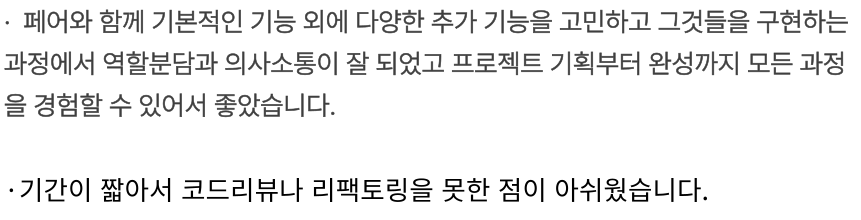 · 페어와 함께 기본적인 기능 외에 다양한 추가 기능을 고민하고 그것들을 구현하는
과정에서 역할분담과 의사소통이 잘 되었고 프로젝트 기획부터 완성까지 모든 과정
을 경험할 수 있어서 좋았습니다.
·기간이 짧아서 코드리뷰나 리팩토링을 못한 점이 아쉬웠습니다.